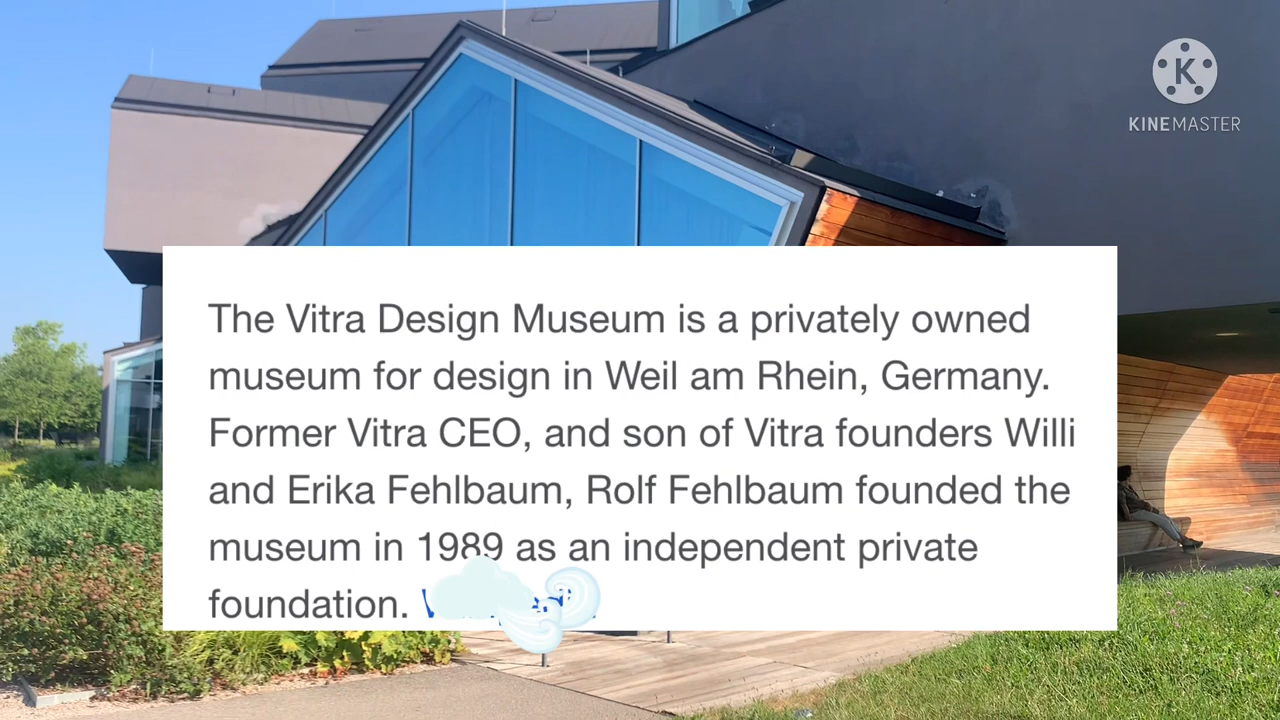 K
KINEMASTER
The Vitra Design Museum is a privately owned
museum for design in Weil am Rhein, Germany.
Former Vitra CEO, and son of Vitra founders Willi
and Erika Fehlbaum, Rolf Fehlbaum founded the
museum in 1989 as an independent private
foundation.